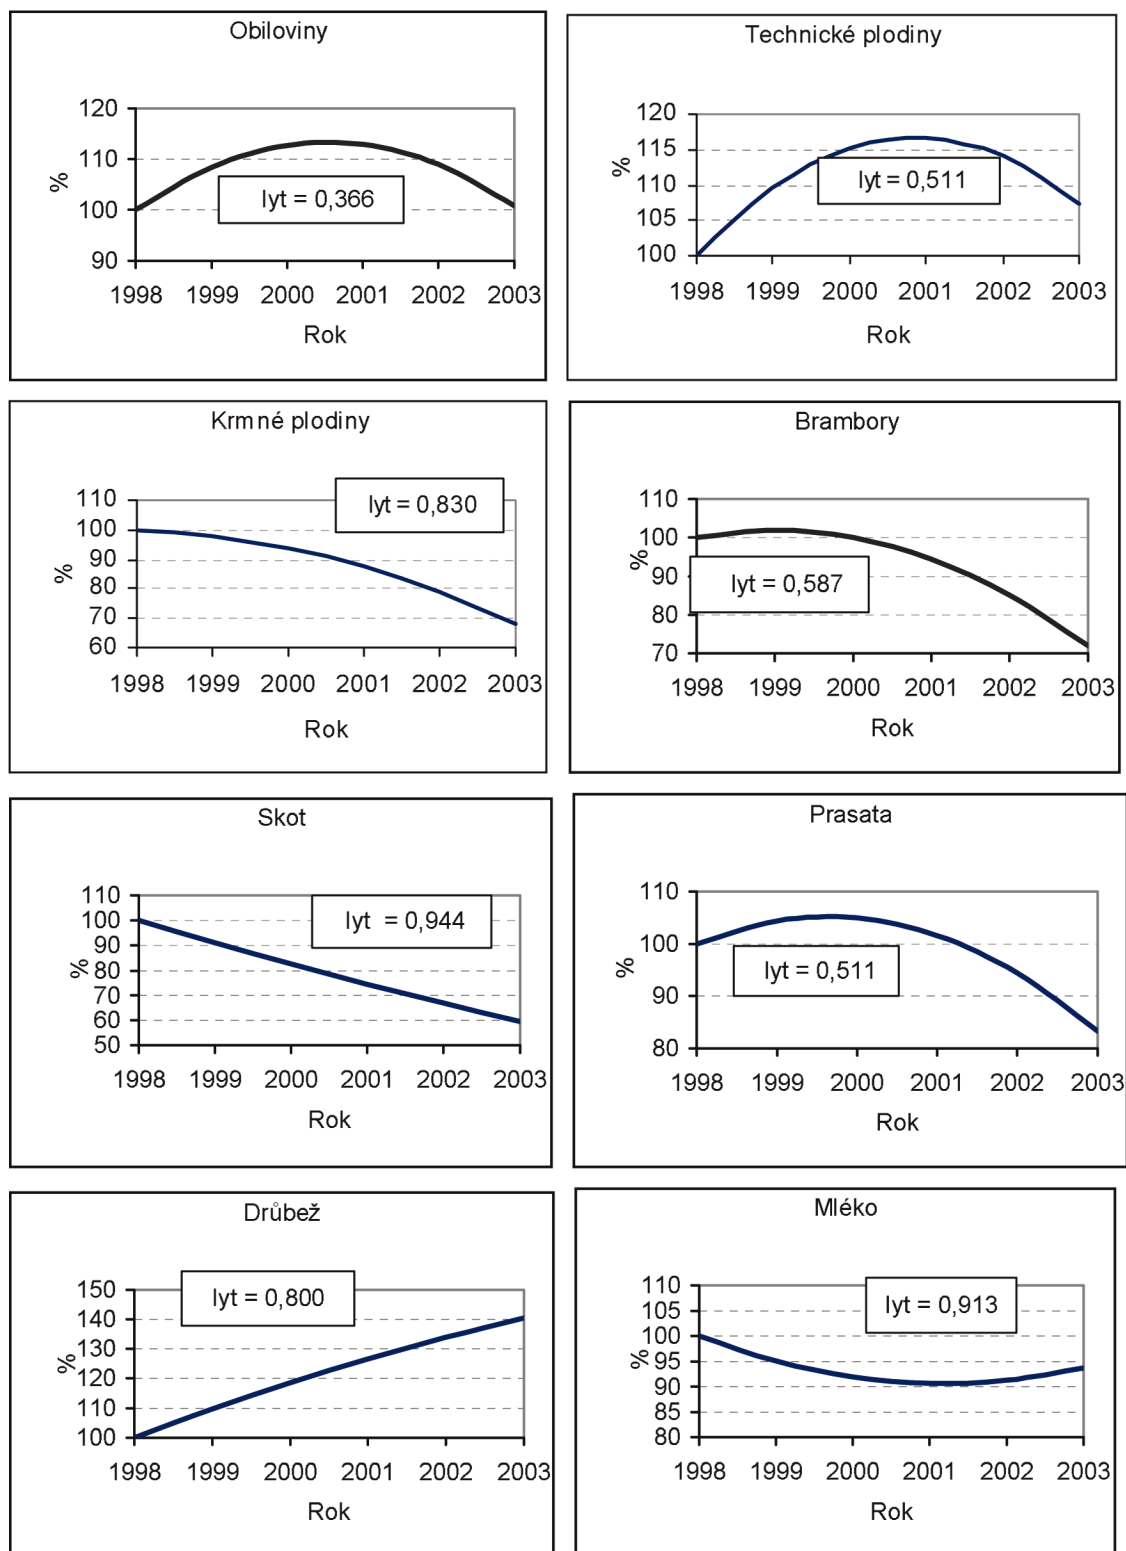 Obiloviny
120
110
100
90
%
Iyt = 0,366
1998 1999 2000 2001 2002 2003
Rok
Technické plodiny
120
115
110
105
100
%
Iyt = 0,511
1998 1999 2000 2001 2002 2003
Rok
Krmné plodiny
110
100
90
80
70
60
%
Iyt = 0,830
1998 1999 2000 2001 2002 2003
Rok
Brambory
110
100
90
80
70
%
Iyt = 0,587
1998 1999 2000 2001 2002 2003
Rok
Skot
110
100
90
80
70
60
50
%
Iyt = 0,944
1998 1999 2000 2001 2002 2003
Rok
Prasata
110
100
90
80
%
Iyt = 0,511
1998 1999 2000 2001 2002 2003
Rok
Drůbež
150
140
130
120
110
100
%
Iyt = 0,800
1998 1999 2000 2001 2002 2003
Rok
Mléko
110
105
100
95
90
85
80
%
Iyt = 0,913
1998 1999 2000 2001 2002 2003
Rok